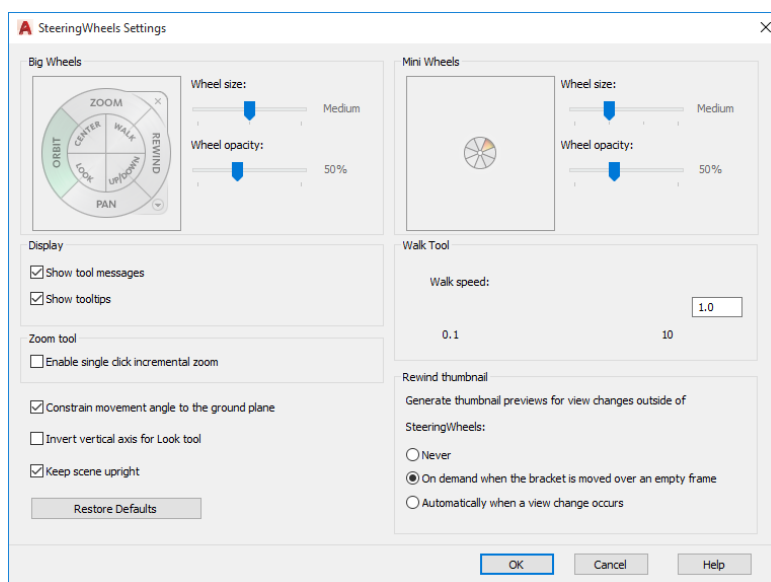 SteeringWheels Settings
Big Wheels
ZOOM
CENTER
WALK
ORBIT
REWIND
LOOK
UP/DOWN
PAN
Wheel size:
Medium
Wheel opacity:
50%
Mini Wheels
Wheel size:
Medium
Wheel opacity:
50%
Display
Show tool messages
Show tooltips
Zoom tool
Enable single click incremental zoom
Constrain movement angle to the ground plane
Invert vertical axis for Look tool
Keep scene upright
Restore Defaults
Walk Tool
Walk speed:
1.0
0.1 10
Rewind thumbnail
Generate thumbnail previews for view changes outside of
SteeringWheels:
Never
On demand when the bracket is moved over an empty frame
Automatically when a view change occurs
OK Cancel Help